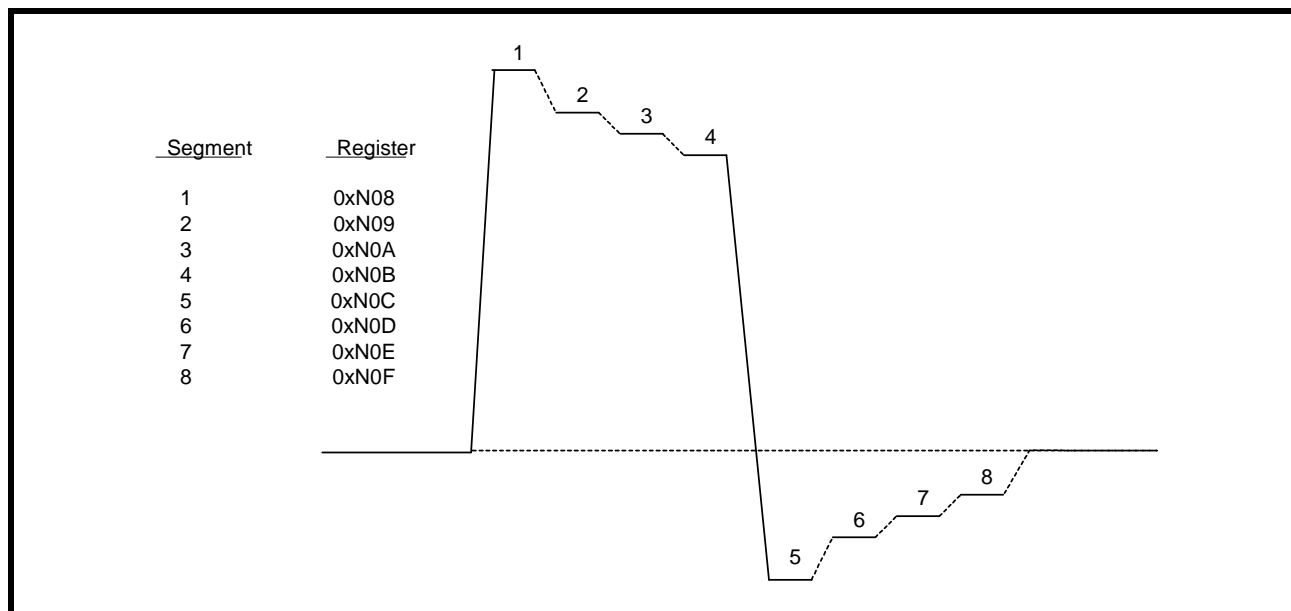 Segment Register
1 0xN08
2 0xN09
3 0xN0A
4 0xN0B
5 0xN0C
6 0xN0D
7 0xN0E
8 0xN0F
1
2
3
4
5
6
7
8